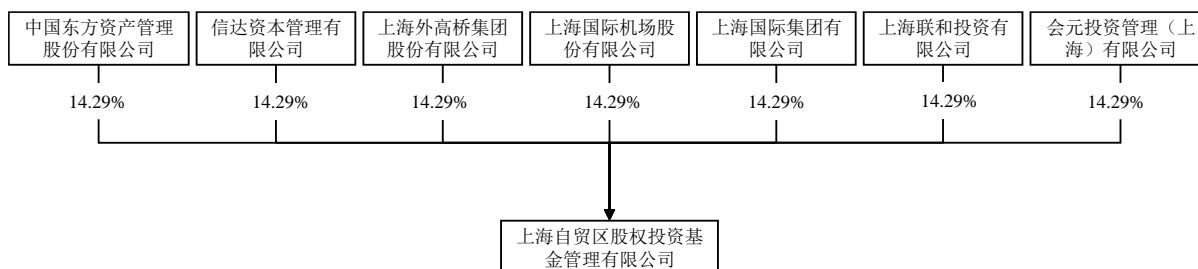 中国东方资产管理
股份有限公司
信达资本管理有
限公司
上海外高桥集团
股份有限公司
上海国际机场股
份有限公司
上海国际集团有
限公司
上海联和投资有
限公司
会元投资管理（上
海）有限公司
14.29%
14.29%
14.29%
14.29%
14.29%
14.29%
14.29%
上海自贸区股权投资基
金管理有限公司